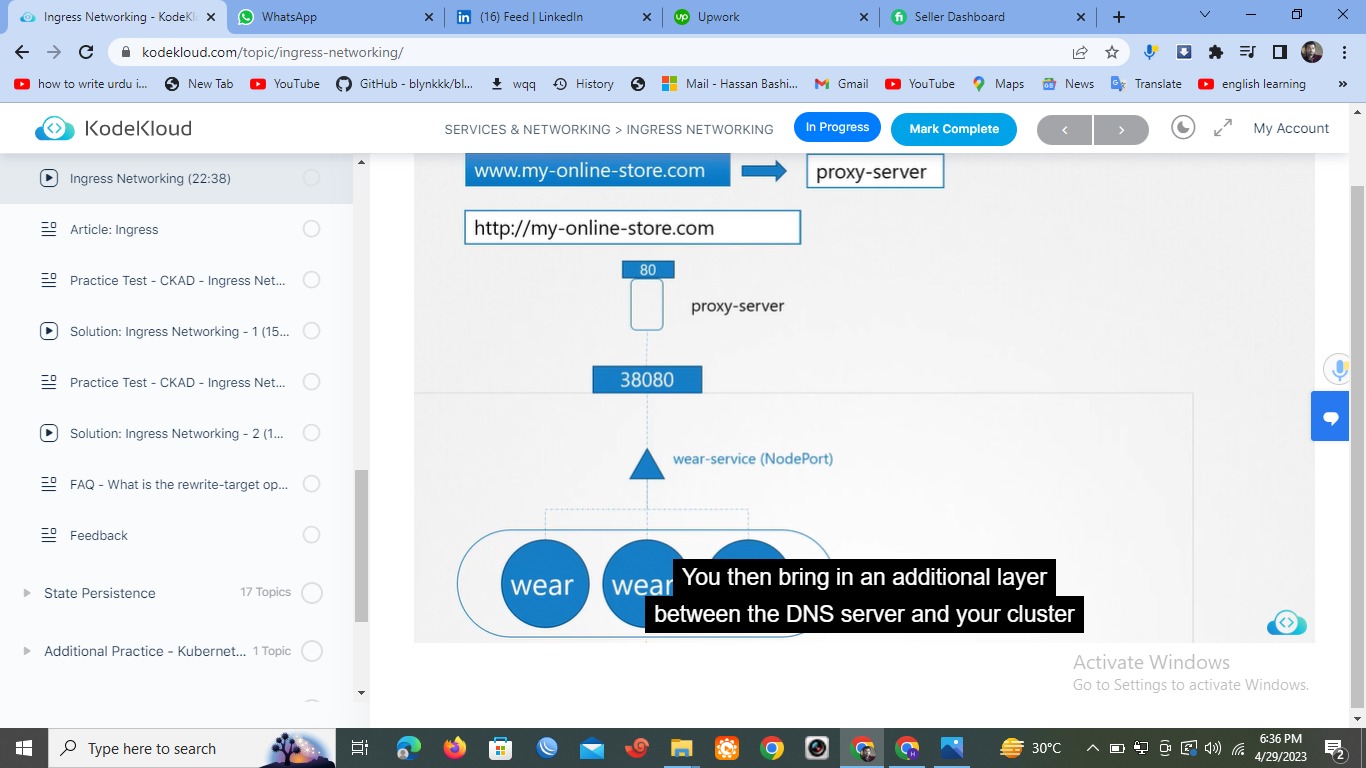 Ingress Networking - KodeKl
WhatsApp
(16) Feed | LinkedIn
Upwork
Seller Dashboard
kodekloud.com/topic/ingress-networking/
how to write urdu i...
New Tab
YouTube
GitHub - blynkkk/bl...
wqq
History
Mail - Hassan Bashi...
Gmail
YouTube
Maps
News
Translate
english learning
»
KodeKloud
SERVICES & NETWORKING > INGRESS NETWORKING
In Progress
Mark Complete
<
>
My Account
Ingress Networking (22:38)
Article: Ingress
Practice Test - CKAD - Ingress Net...
Solution: Ingress Networking - 1 (15...
Practice Test - CKAD - Ingress Net...
Solution: Ingress Networking - 2 (1...
FAQ - What is the rewrite-target op...
Feedback
State Persistence
17 Topics
Additional Practice - Kubernet...
1 Topic
www.my-online-store.com
proxy-server
http://my-online-store.com
80
proxy-server
38080
wear-service (NodePort)
wear
wear
You then bring in an additional layer
between the DNS server and your cluster
Activate Windows
Go to Settings to activate Windows.
Type here to search
30°C
6:36 PM
4/29/2023
2